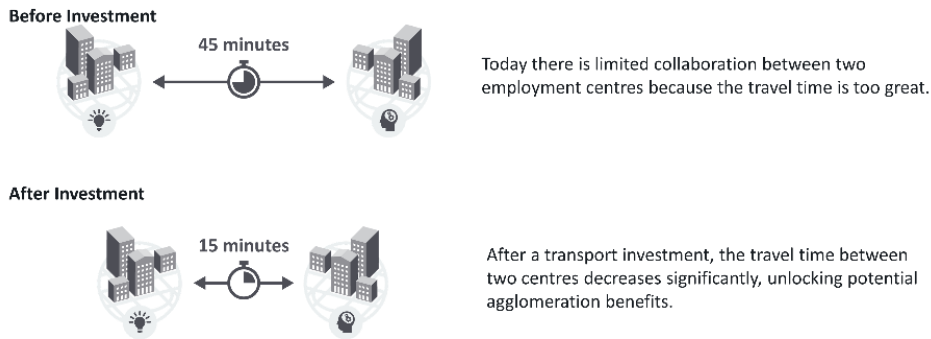 Before Investment
45 minutes
Today there is limited collaboration between two
employment centres because the travel time is too great.
After Investment
15 minutes
After a transport investment, the travel time between
two centres decreases significantly, unlocking potential
agglomeration benefits.